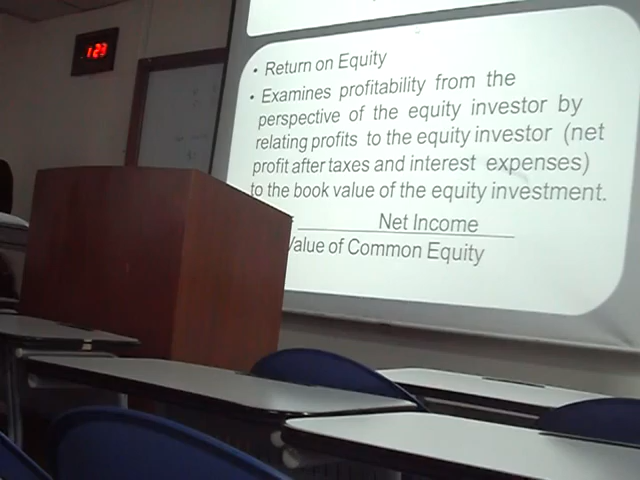 1:23
• Return on Equity
• Examines profitability from the
perspective of the equity investor by
relating profits to the equity investor (net
profit after taxes and interest expenses)
to the book value of the equity investment.
Net Income
Value of Common Equity